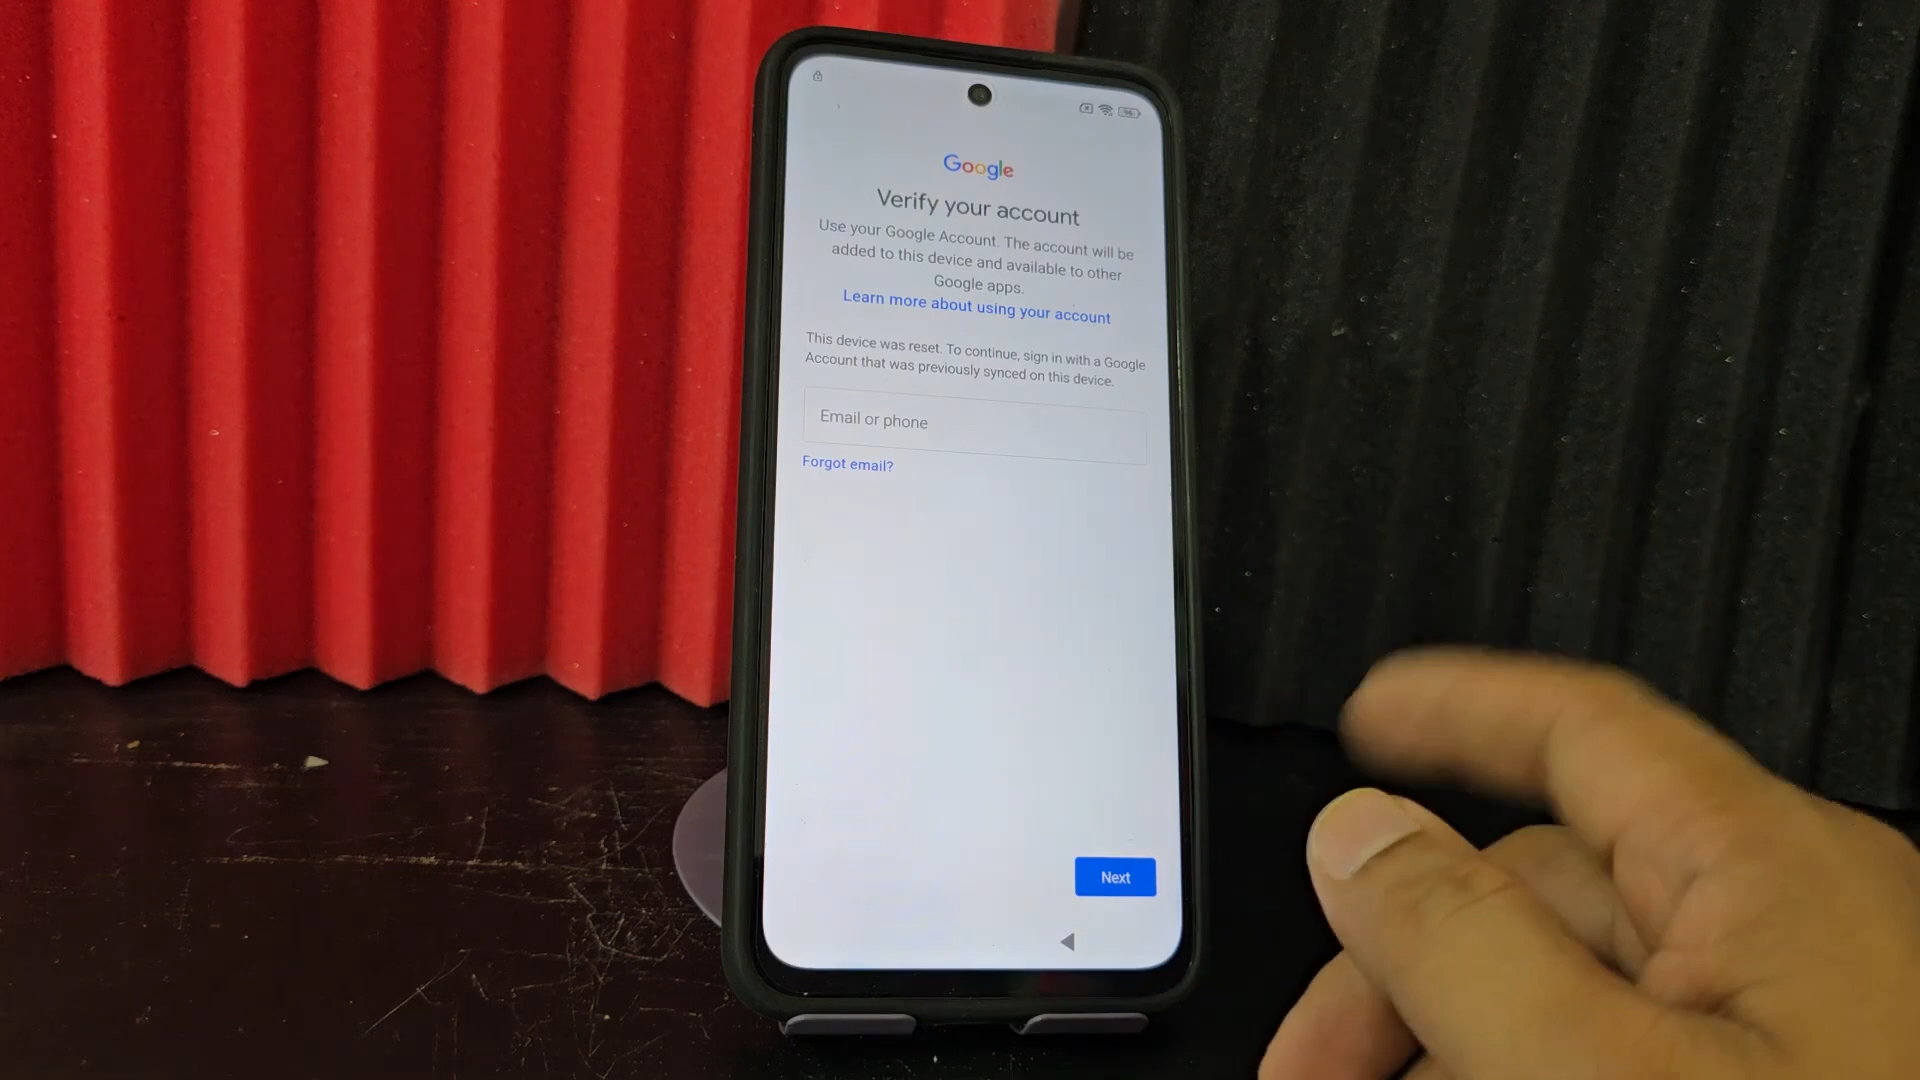 Google
Verify your account
Use your Google Account. The account will be
added to this device and available to other
Google apps.
Learn more about using your account
This device was reset. To continue, sign in with a Google
Account that was previously synced on this device.
Email or phone
Forgot email?
Next